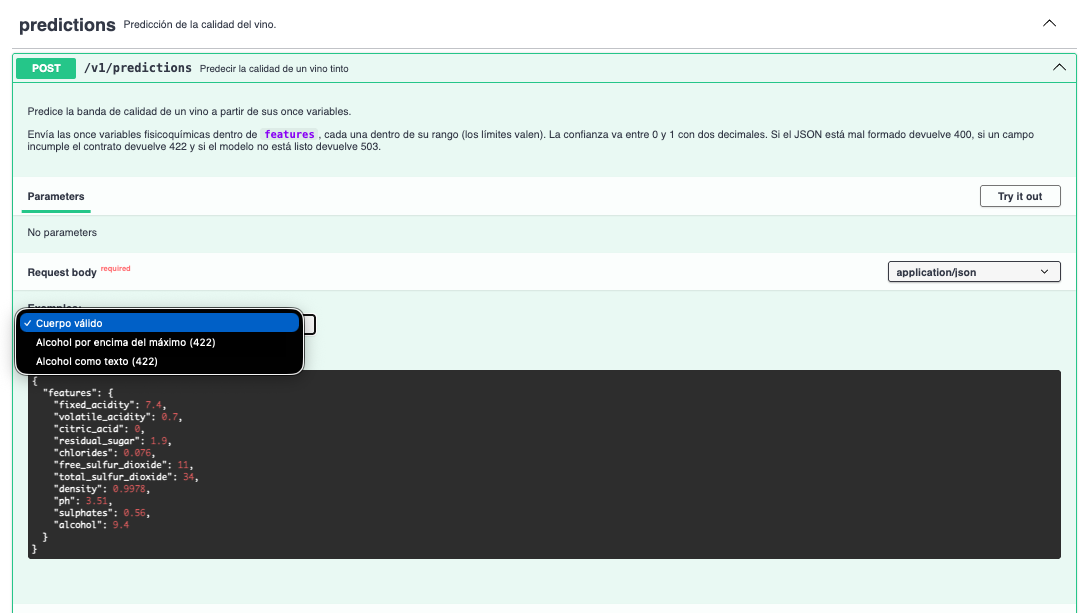 predictions Predicción de la calidad del vino.
POST /v1/predictions Predecir la calidad de un vino tinto
Predice la banda de calidad de un vino a partir de sus once variables.
Envía las once variables fisicoquímicas dentro de features , cada una dentro de su rango (los límites valen). La confianza va entre 0 y 1 con dos decimales. Si el JSON está mal formado devuelve 400, si un campo
incumple el contrato devuelve 422 y si el modelo no está listo devuelve 503.
Parameters Try it out
No parameters
Request body required application/json
Examples:
✓ Cuerpo válido
Alcohol por encima del máximo (422)
Alcohol como texto (422)
{
"features": {
"fixed_acidity": 7.4,
"volatile_acidity": 0.7,
"citric_acid": 0,
"residual_sugar": 1.9,
"chlorides": 0.076,
"free_sulfur_dioxide": 11,
"total_sulfur_dioxide": 34,
"density": 0.9978,
"ph": 3.51,
"sulphates": 0.56,
"alcohol": 9.4
}
}